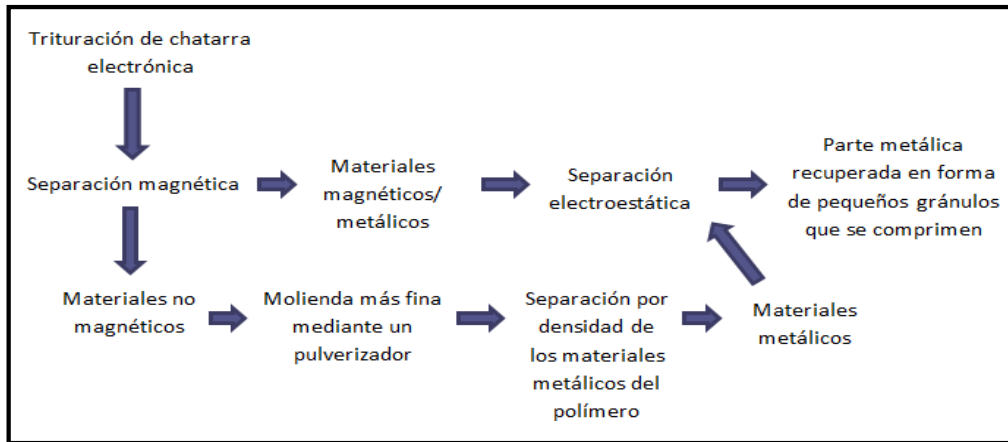 Trituración de chatarra
electrónica
Separación magnética
Materiales
magnéticos/
metálicos
Separación
electroestática
Parte metálica
recuperada en forma
de pequeños gránulos
que se comprimen
Materiales no
magnéticos
Molienda más fina
mediante un
pulverizador
Separación por
densidad de
los materiales
metálicos del
polímero
Materiales
metálicos